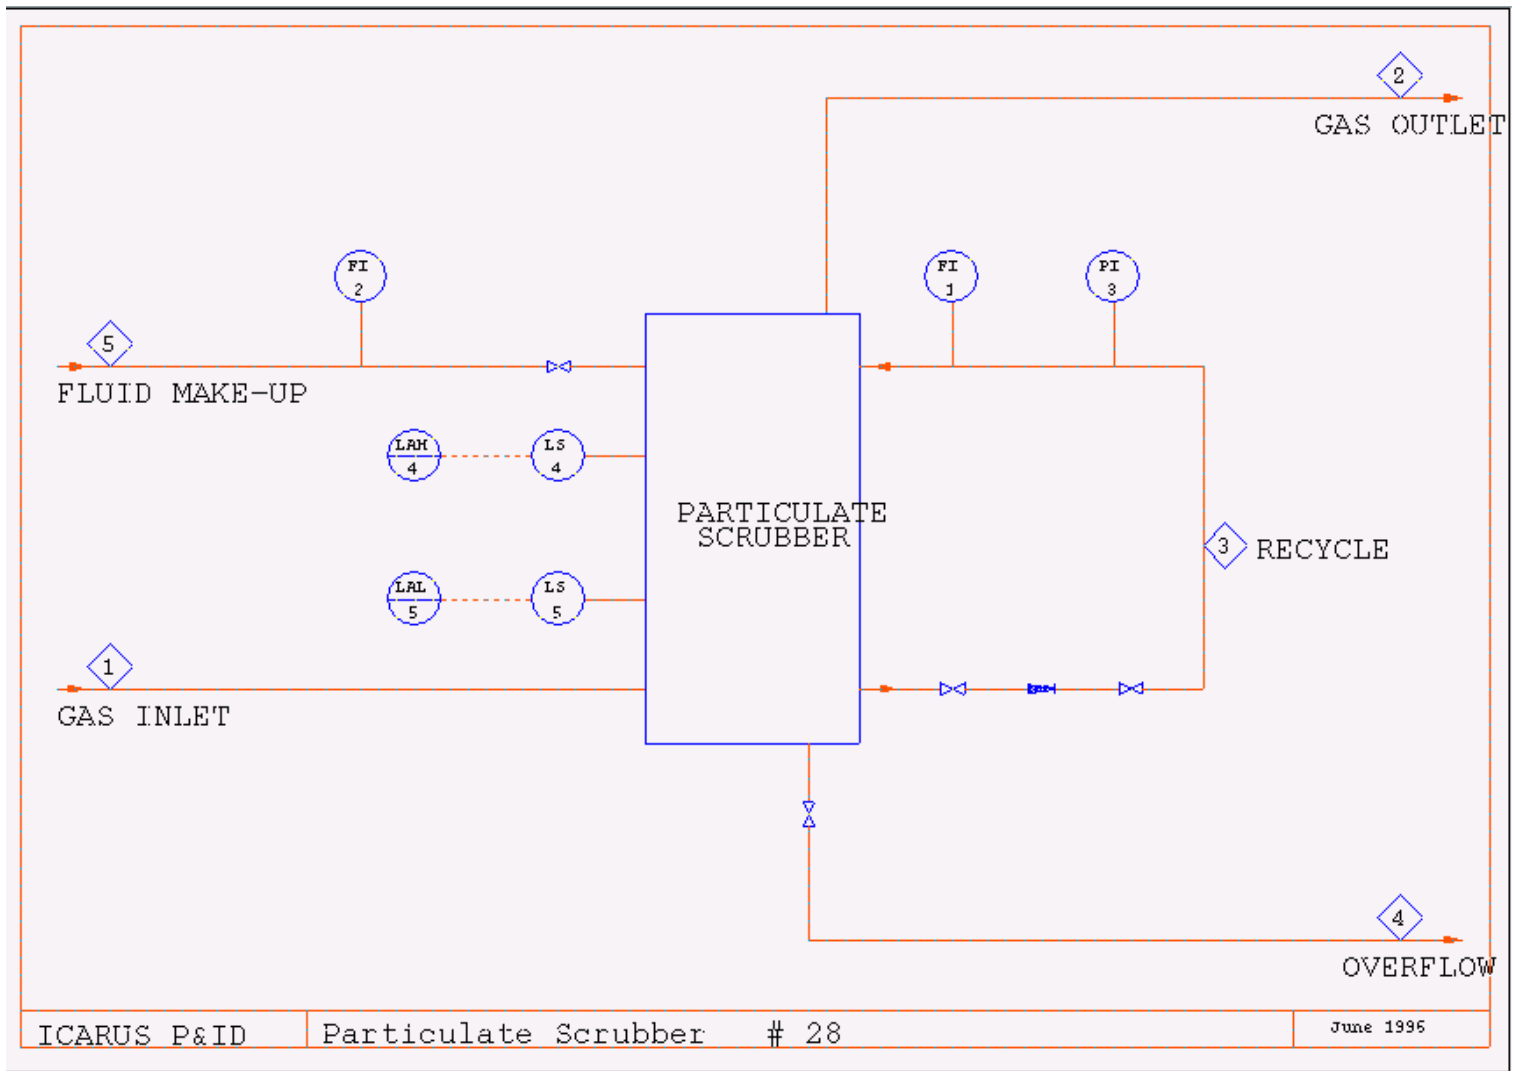 2
GAS OUTLET
FI
2
FI
1
PI
3
5
FLUID MAKE-UP
LAH
4
LS
4
PARTICULATE
SCRUBBER
3
RECYCLE
LAL
5
LS
5
1
GAS INLET
4
OVERFLOW
ICARUS P&ID
Particulate Scrubber # 28
June 1995